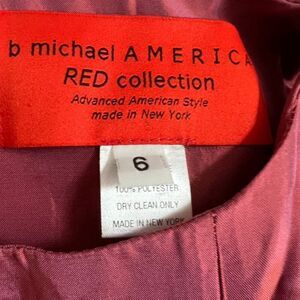 b michael AMERICA
RED collection
Advanced American Style
made in New York
6
100% POLYESTER
DRY CLEAN ONLY
MADE IN NEW YORK